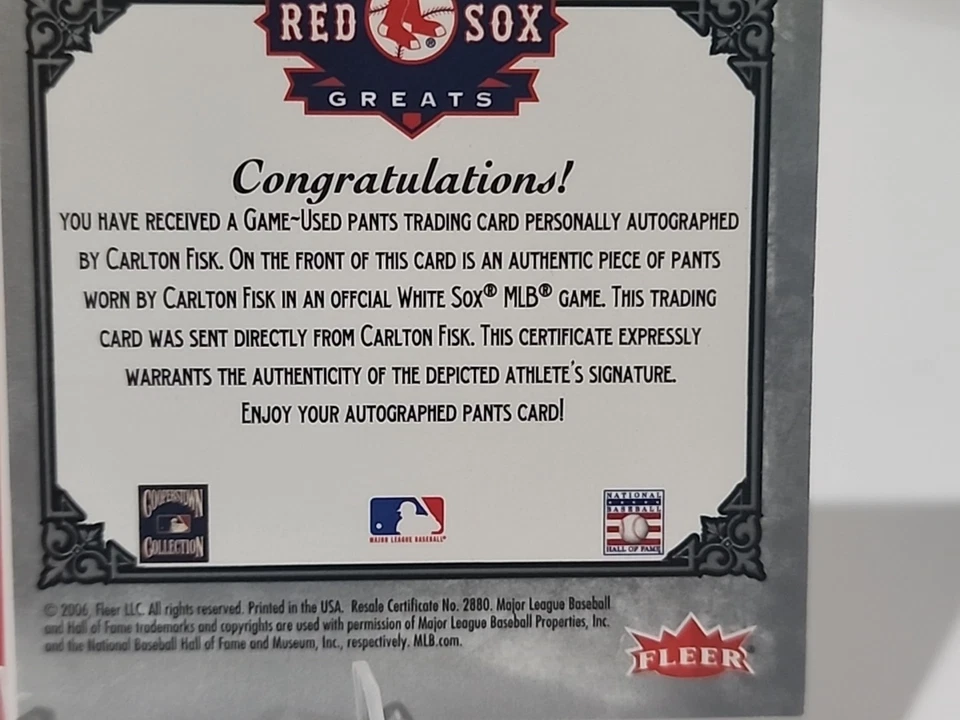 RED SOX
GREATS
Congratulations!
YOU HAVE RECEIVED A GAME~USED PANTS TRADING CARD PERSONALLY AUTOGRAPHED
BY CARLTON FISK. ON THE FRONT OF THIS CARD IS AN AUTHENTIC PIECE OF PANTS
WORN BY CARLTON FISK IN AN OFFCIAL WHITE SOX® MLB® GAME. THIS TRADING
CARD WAS SENT DIRECTLY FROM CARLTON FISK. THIS CERTIFICATE EXPRESSLY
WARRANTS THE AUTHENTICITY OF THE DEPICTED ATHLETE'S SIGNATURE.
ENJOY YOUR AUTOGRAPHED PANTS CARD!
COOPERSTOWN
COLLECTION
MAJOR LEAGUE BASEBALL®
NATIONAL
BASEBALL
HALL OF FAME
© 2006, Fleer LLC. All rights reserved. Printed in the USA. Resale Certificate No. 2880. Major League Baseball
and Hall of Fame trademarks and copyrights are used with permission of Major League Baseball Properties, Inc.
and the National Baseball Hall of Fame and Museum, Inc., respectively. MLB.com.
FLEER